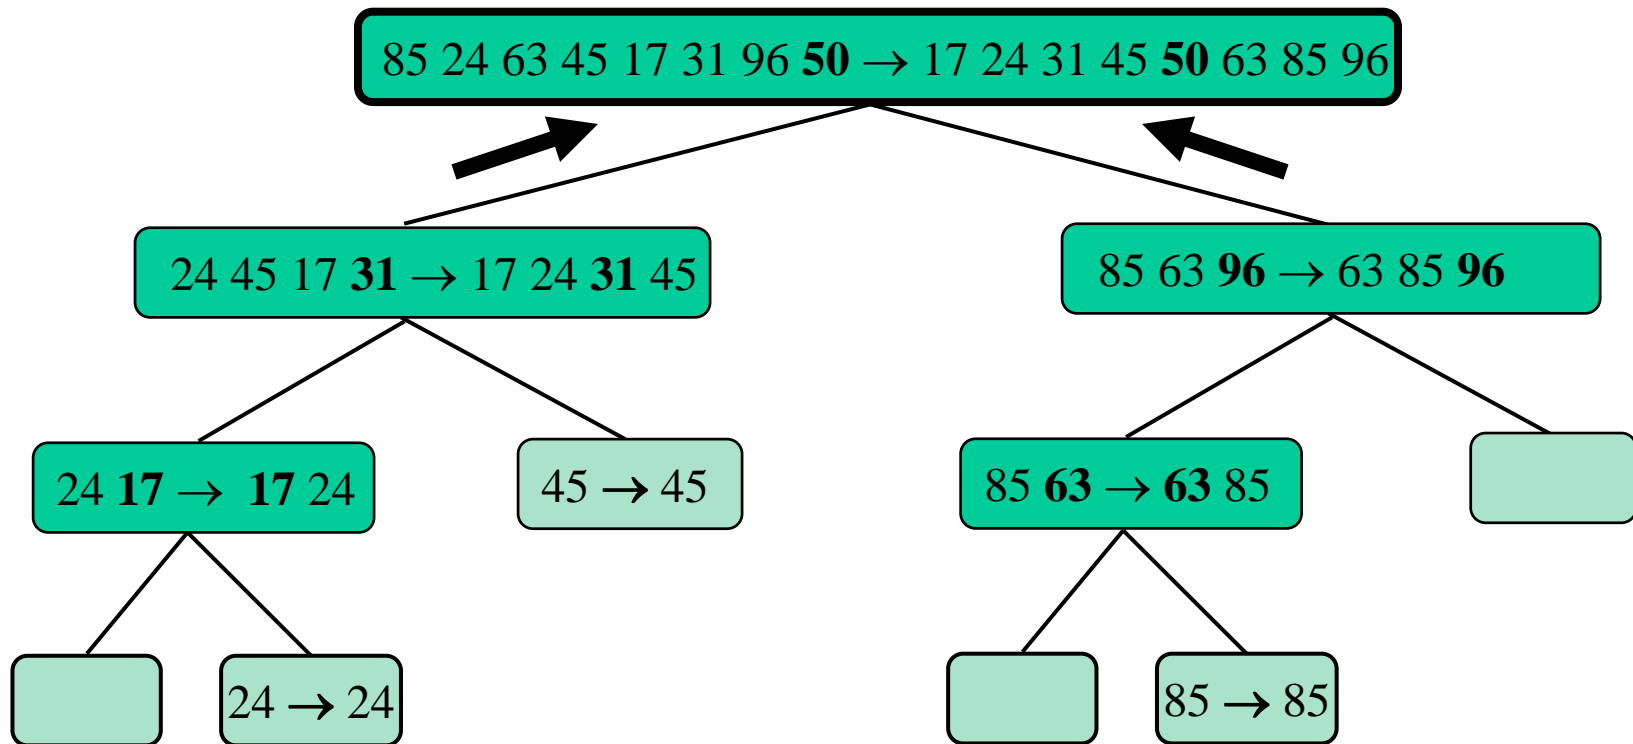 85 24 63 45 17 31 96 50 → 17 24 31 45 50 63 85 96
24 45 17 31 → 17 24 31 45
85 63 96 → 63 85 96
24 17 → 17 24
45 → 45
85 63 → 63 85
24 → 24
85 → 85